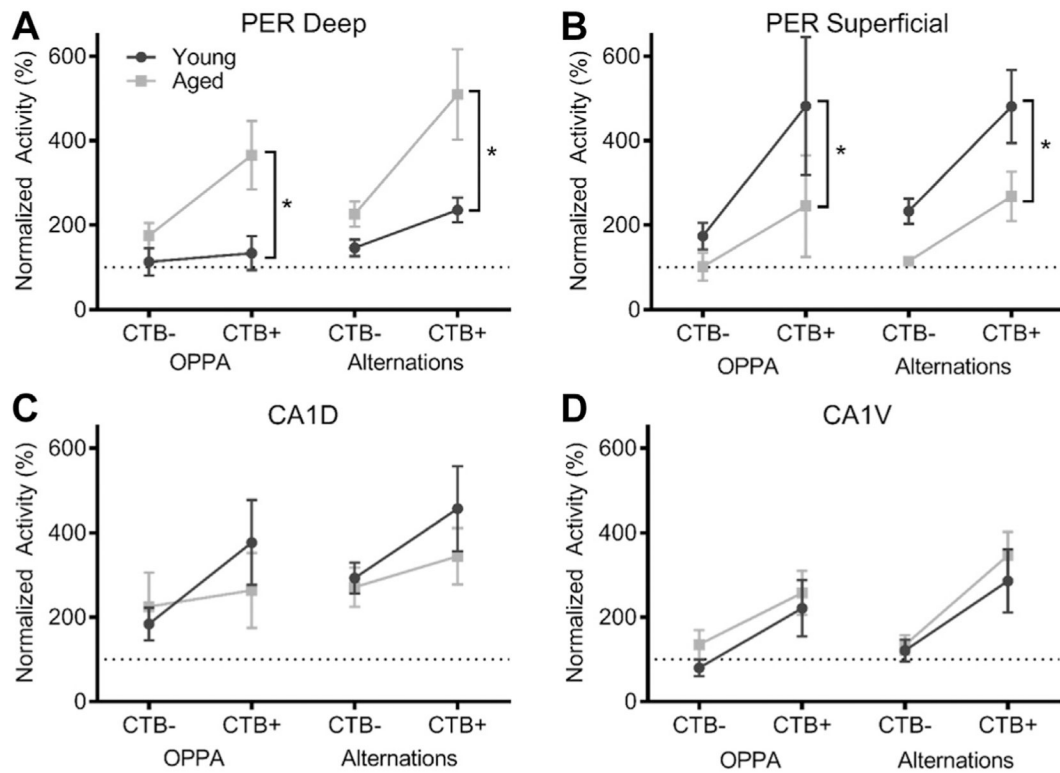 A PER Deep
Normalized Activity (%)
600
400
200
0
Young
Aged
*
*
CTB- CTB+ CTB- CTB+
OPPA Alternations
B PER Superficial
Normalized Activity (%)
600
400
200
0
*
*
CTB- CTB+ CTB- CTB+
OPPA Alternations
C CA1D
Normalized Activity (%)
600
400
200
0
CTB- CTB+ CTB- CTB+
OPPA Alternations
D CA1V
Normalized Activity (%)
600
400
200
0
CTB- CTB+ CTB- CTB+
OPPA Alternations